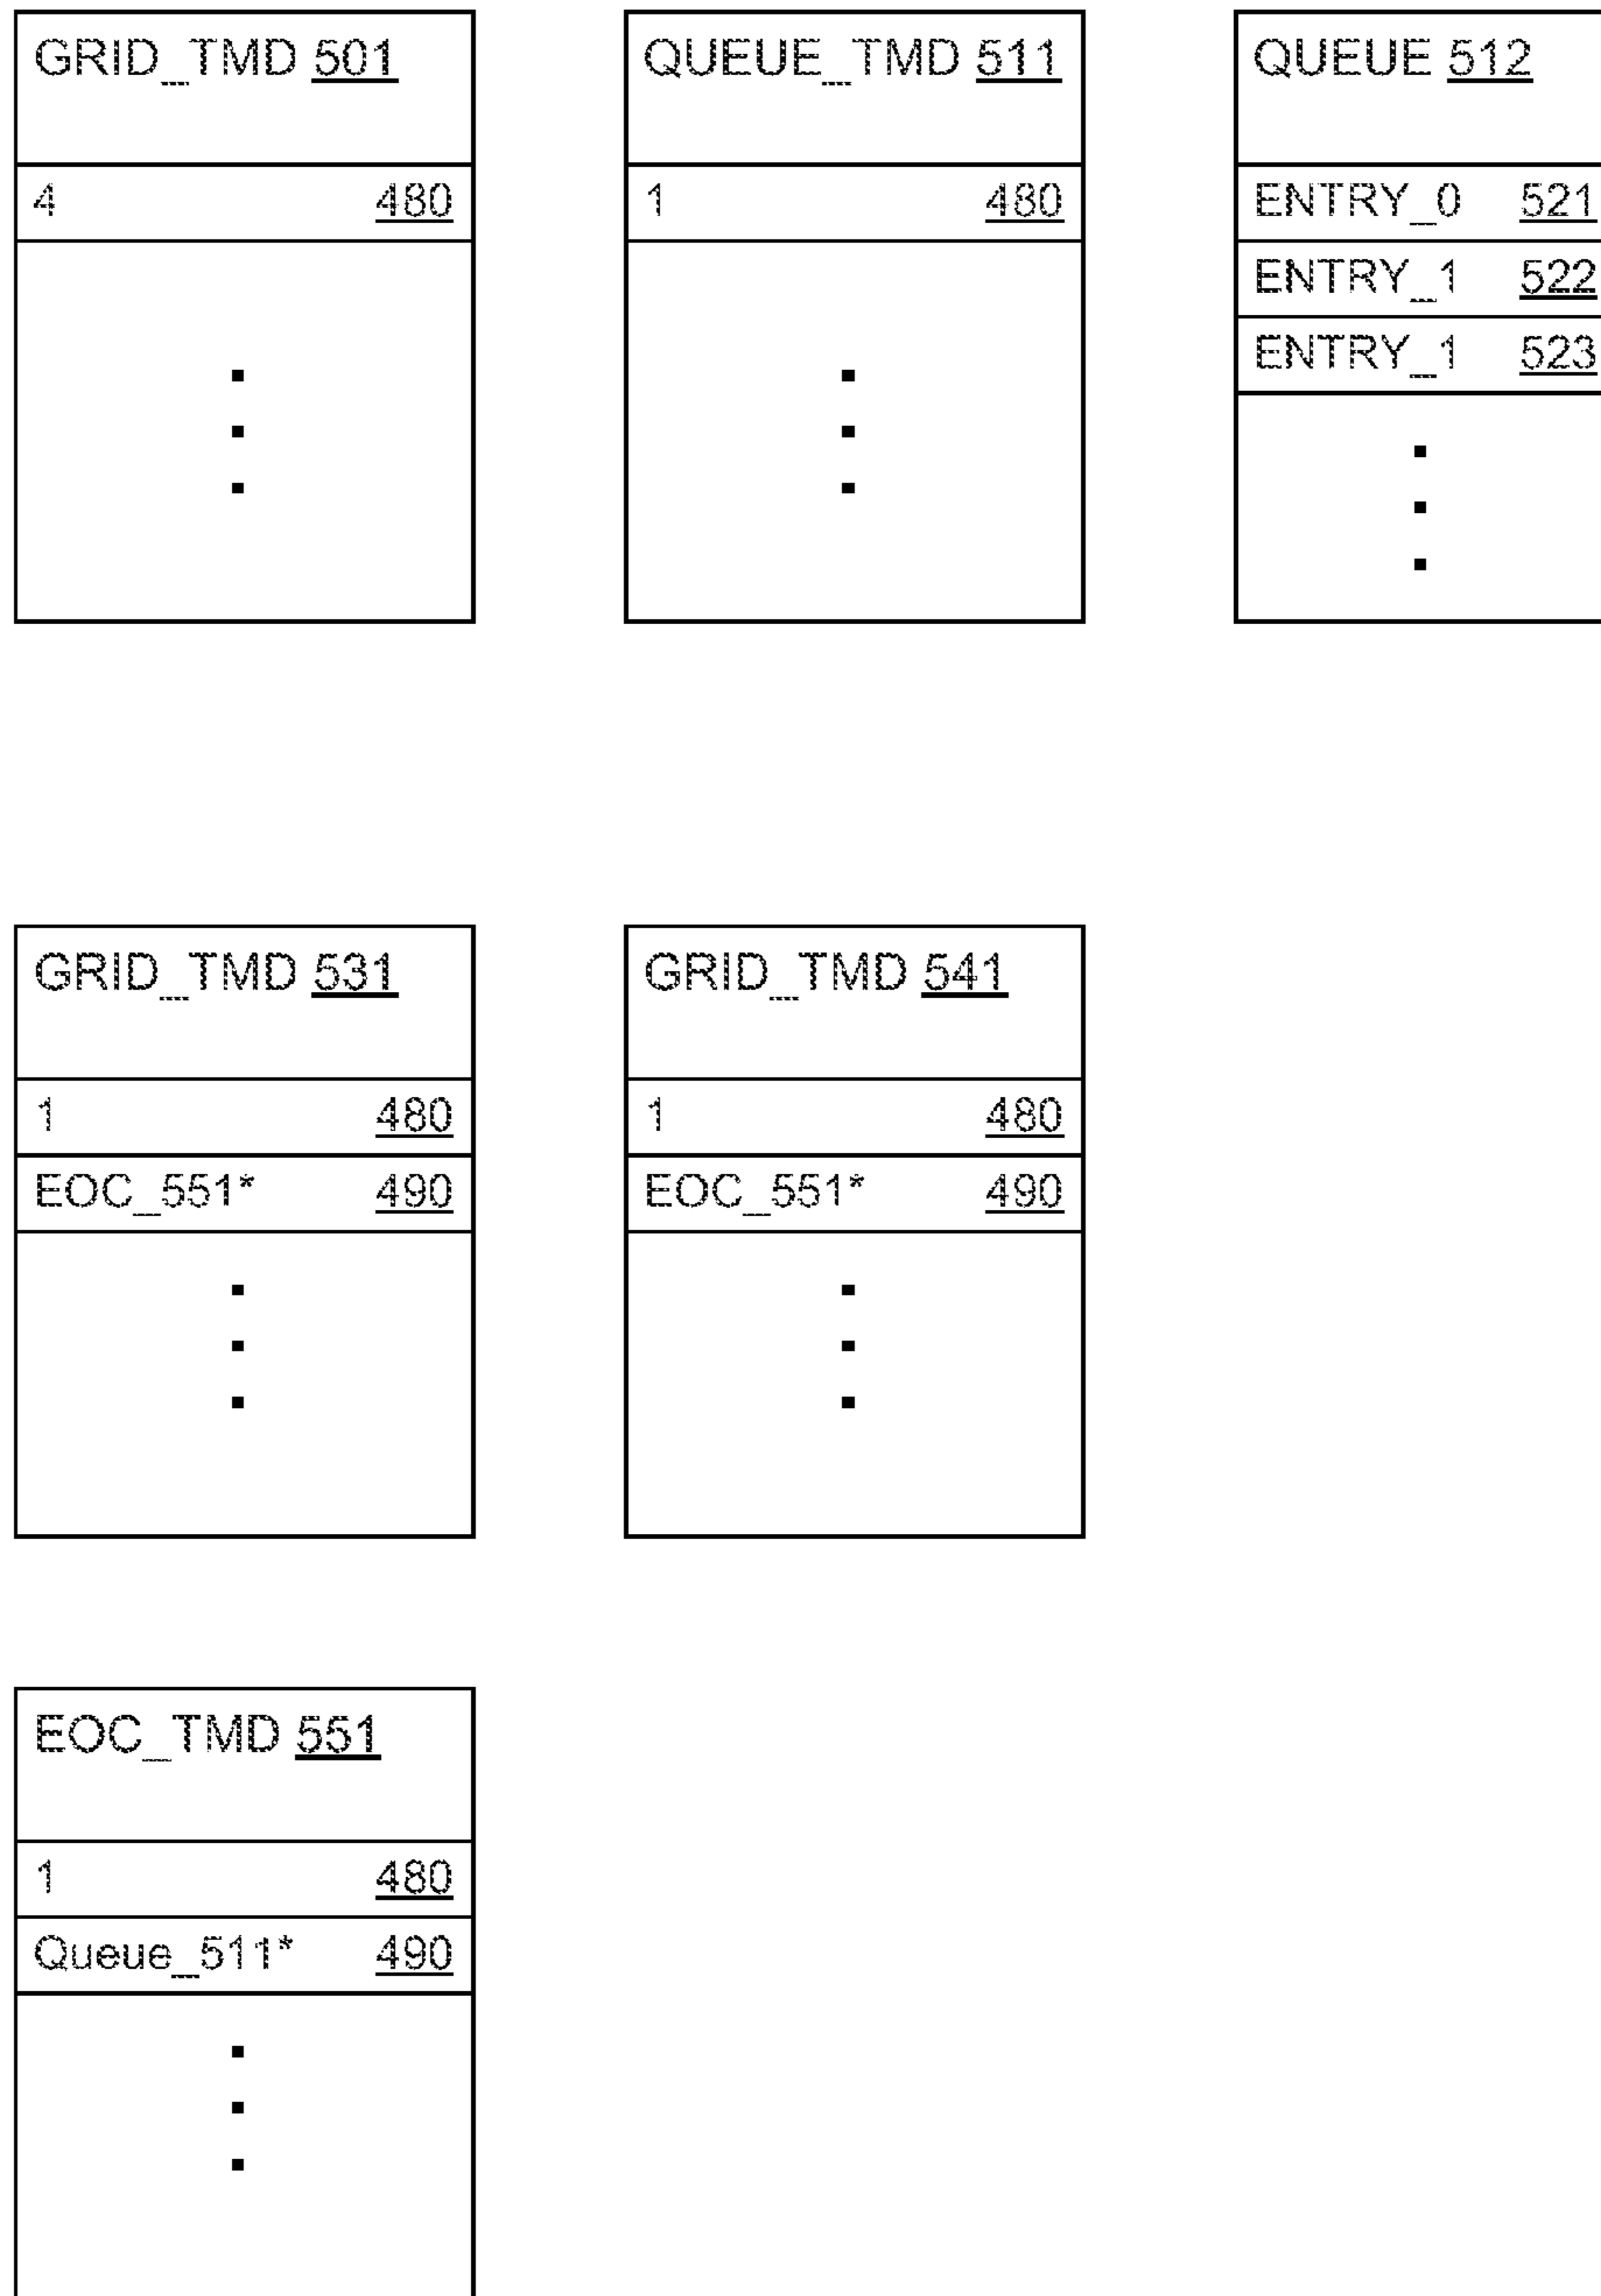 GRID_TMD 501
4 480
QUEUE_TMD 511
1 480
QUEUE 512
ENTRY_0 521
ENTRY_1 522
ENTRY_1 523
GRID_TMD 531
1 480
EOC_551* 490
GRID_TMD 541
1 480
EOC_551* 490
EOC_TMD 551
1 480
Queue_511* 490